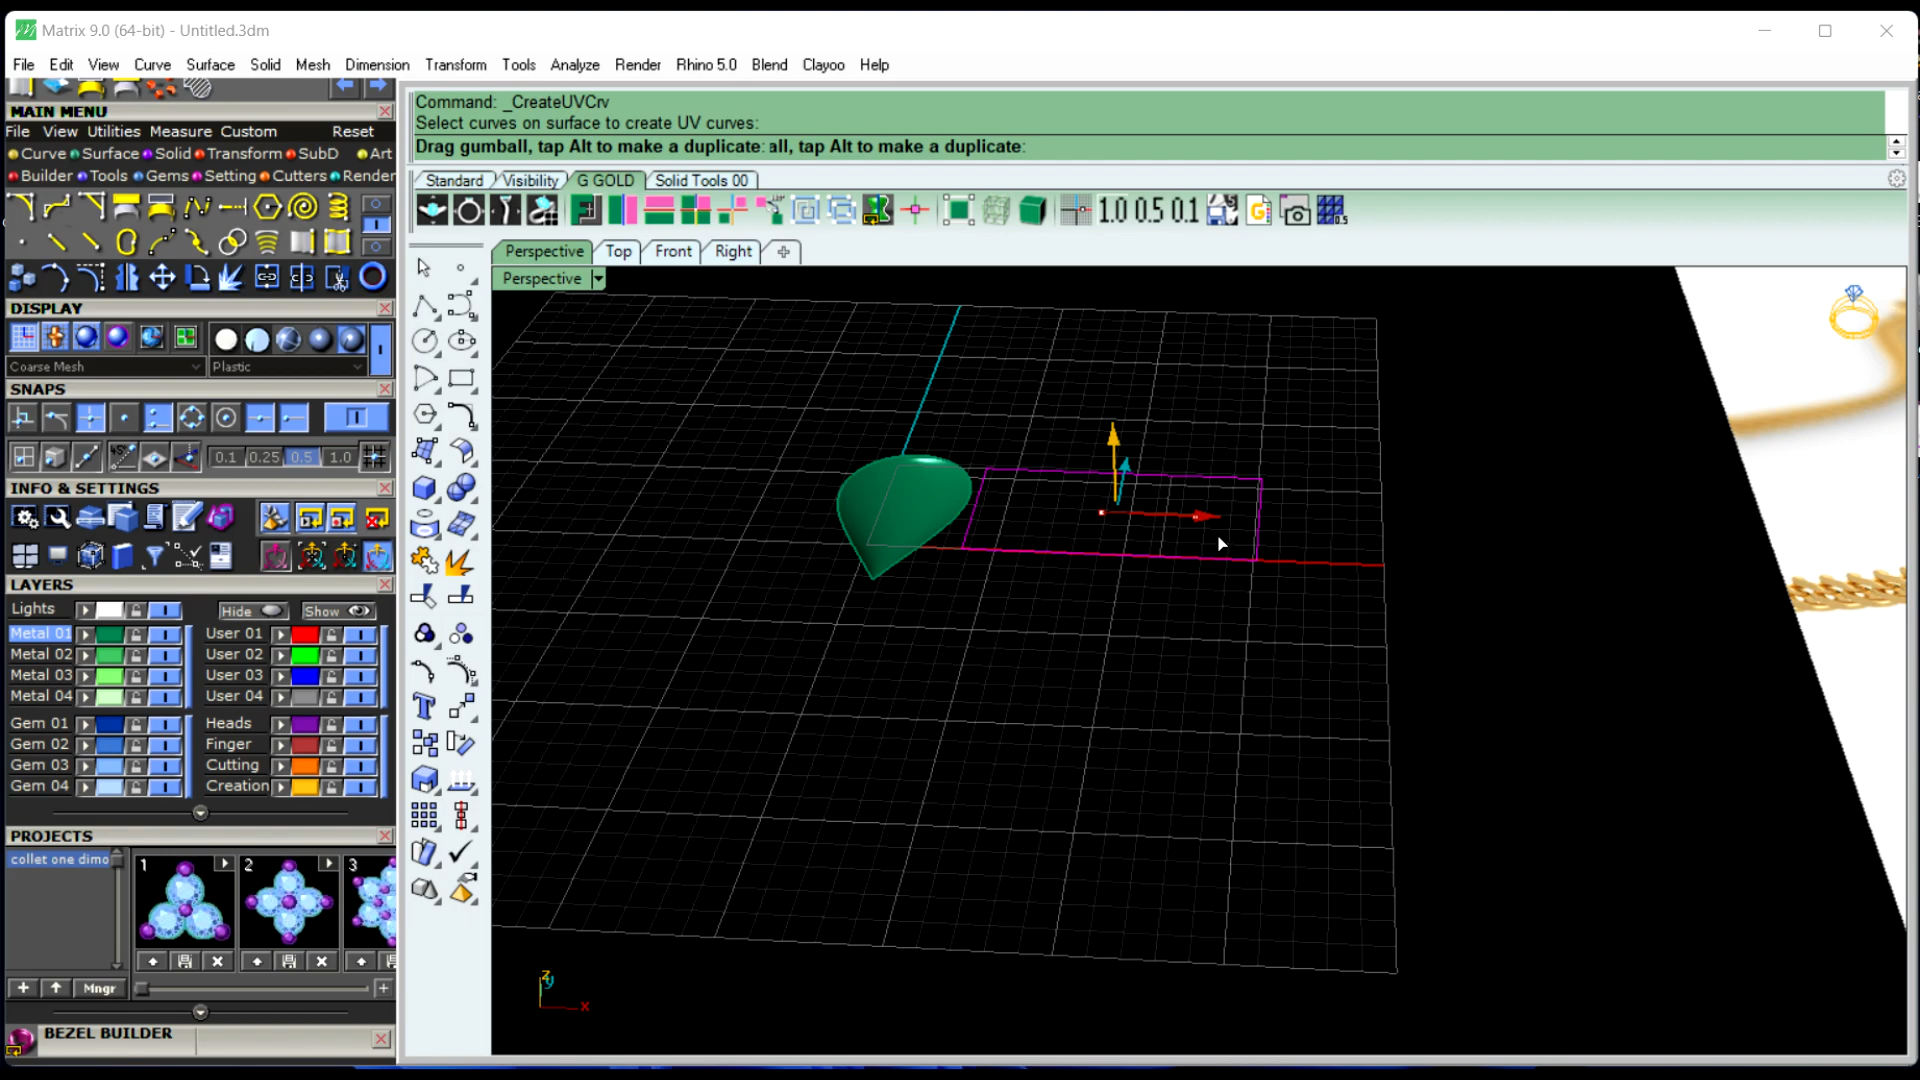 Matrix 9.0 (64-bit) - Untitled.3dm
File Edit View Curve Surface Solid Mesh Dimension Transform Tools Analyze Render Rhino 5.0 Blend Clayoo Help
MAIN MENU
File View Utilities Measure Custom Reset
Curve Surface Solid Transform SubD Art
Builder Tools Gems Setting Cutters Render
DISPLAY
Coarse Mesh Plastic
SNAPS
0.1 0.25 0.5 1.0
INFO & SETTINGS
LAYERS
Lights Hide Show
Metal 01 User 01
Metal 02 User 02
Metal 03 User 03
Metal 04 User 04
Gem 01 Heads
Gem 02 Finger
Gem 03 Cutting
Gem 04 Creation
PROJECTS
collet one dimo
1 2 3
Mngr
BEZEL BUILDER
Command: _CreateUVCrv
Select curves on surface to create UV curves:
Drag gumball, tap Alt to make a duplicate: all, tap Alt to make a duplicate:
Standard Visibility G GOLD Solid Tools 00
1.0 0.5 0.1
Perspective Top Front Right
Perspective
z
y
x